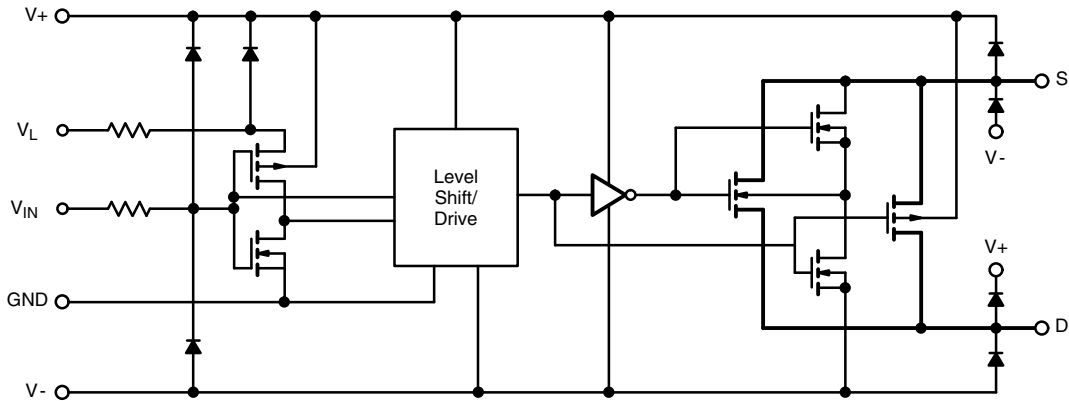 V+
S
VL
V-
Level
Shift/
Drive
VIN
V+
GND
D
V-